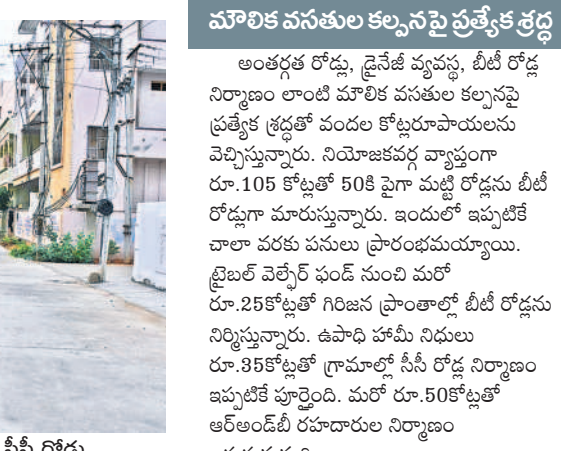 మౌలిక వసతుల కల్పనపై ప్రత్యేక శ్రద్ధ
అంతర్గత రోడ్లు, డ్రైనేజీ వ్యవస్థ, బీటీ రోడ్ల
నిర్మాణం లాంటి మౌలిక వసతుల కల్పనపై
ప్రత్యేక శ్రద్ధతో వందల కోట్లరూపాయలను
వెచ్చిస్తున్నారు. నియోజకవర్గ వ్యాప్తంగా
రూ.105 కోట్లతో 50కి పైగా మట్టి రోడ్లను బీటీ
రోడ్లుగా మారుస్తున్నారు. ఇందులో ఇప్పటికే
చాలా వరకు పనులు ప్రారంభమయ్యాయి.
ట్రైబల్ వెల్ఫేర్ ఫండ్ నుంచి మరో
రూ.25కోట్లతో గిరిజన ప్రాంతాల్లో బీటీ రోడ్లను
నిర్మిస్తున్నారు. ఉపాధి హామీ నిధులు
రూ.35కోట్లతో గ్రామాల్లో సీసీ రోడ్ల నిర్మాణం
ఇప్పటికే పూర్తైంది. మరో రూ.50కోట్లతో
ఆర్అండ్‌బీ రహదారుల నిర్మాణం
సీసీ రోడ్లు